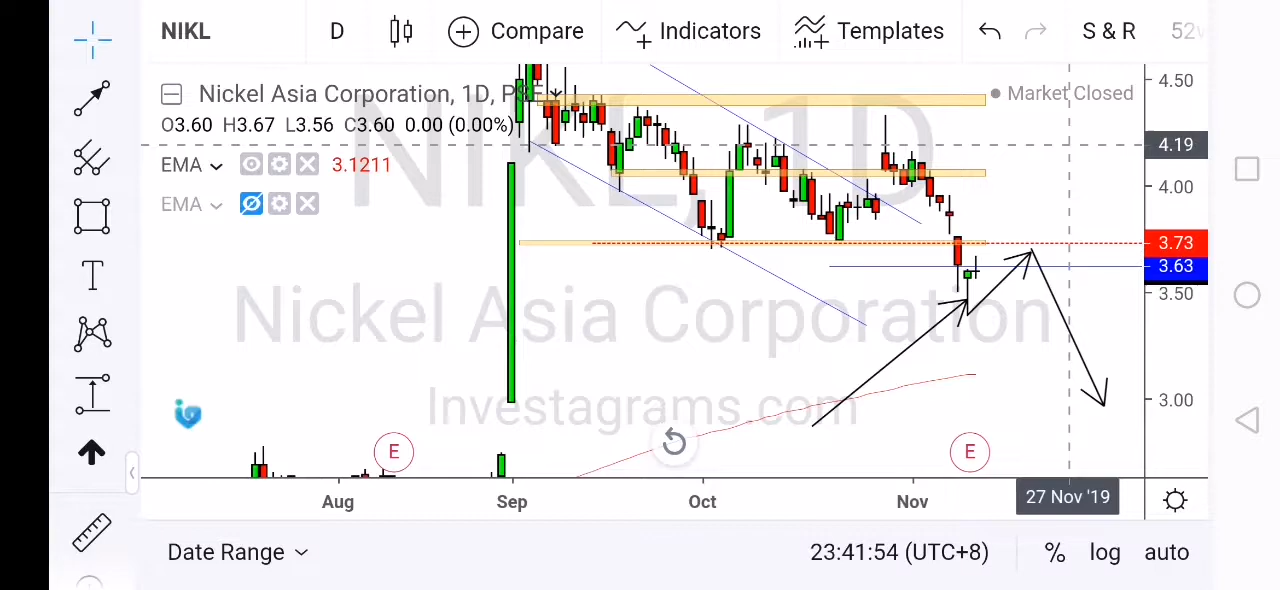 NIKL D Compare Indicators Templates S & R 52w
Nickel Asia Corporation, 1D, PSE Market Closed
O3.60 H3.67 L3.56 C3.60 0.00 (0.00%)
EMA 3.1211
EMA
NIKL, 1D
Nickel Asia Corporation
Investagrams.com
4.50
4.19
4.00
3.73
3.63
3.50
3.00
E E
Aug Sep Oct Nov 27 Nov '19
Date Range 23:41:54 (UTC+8) % log auto